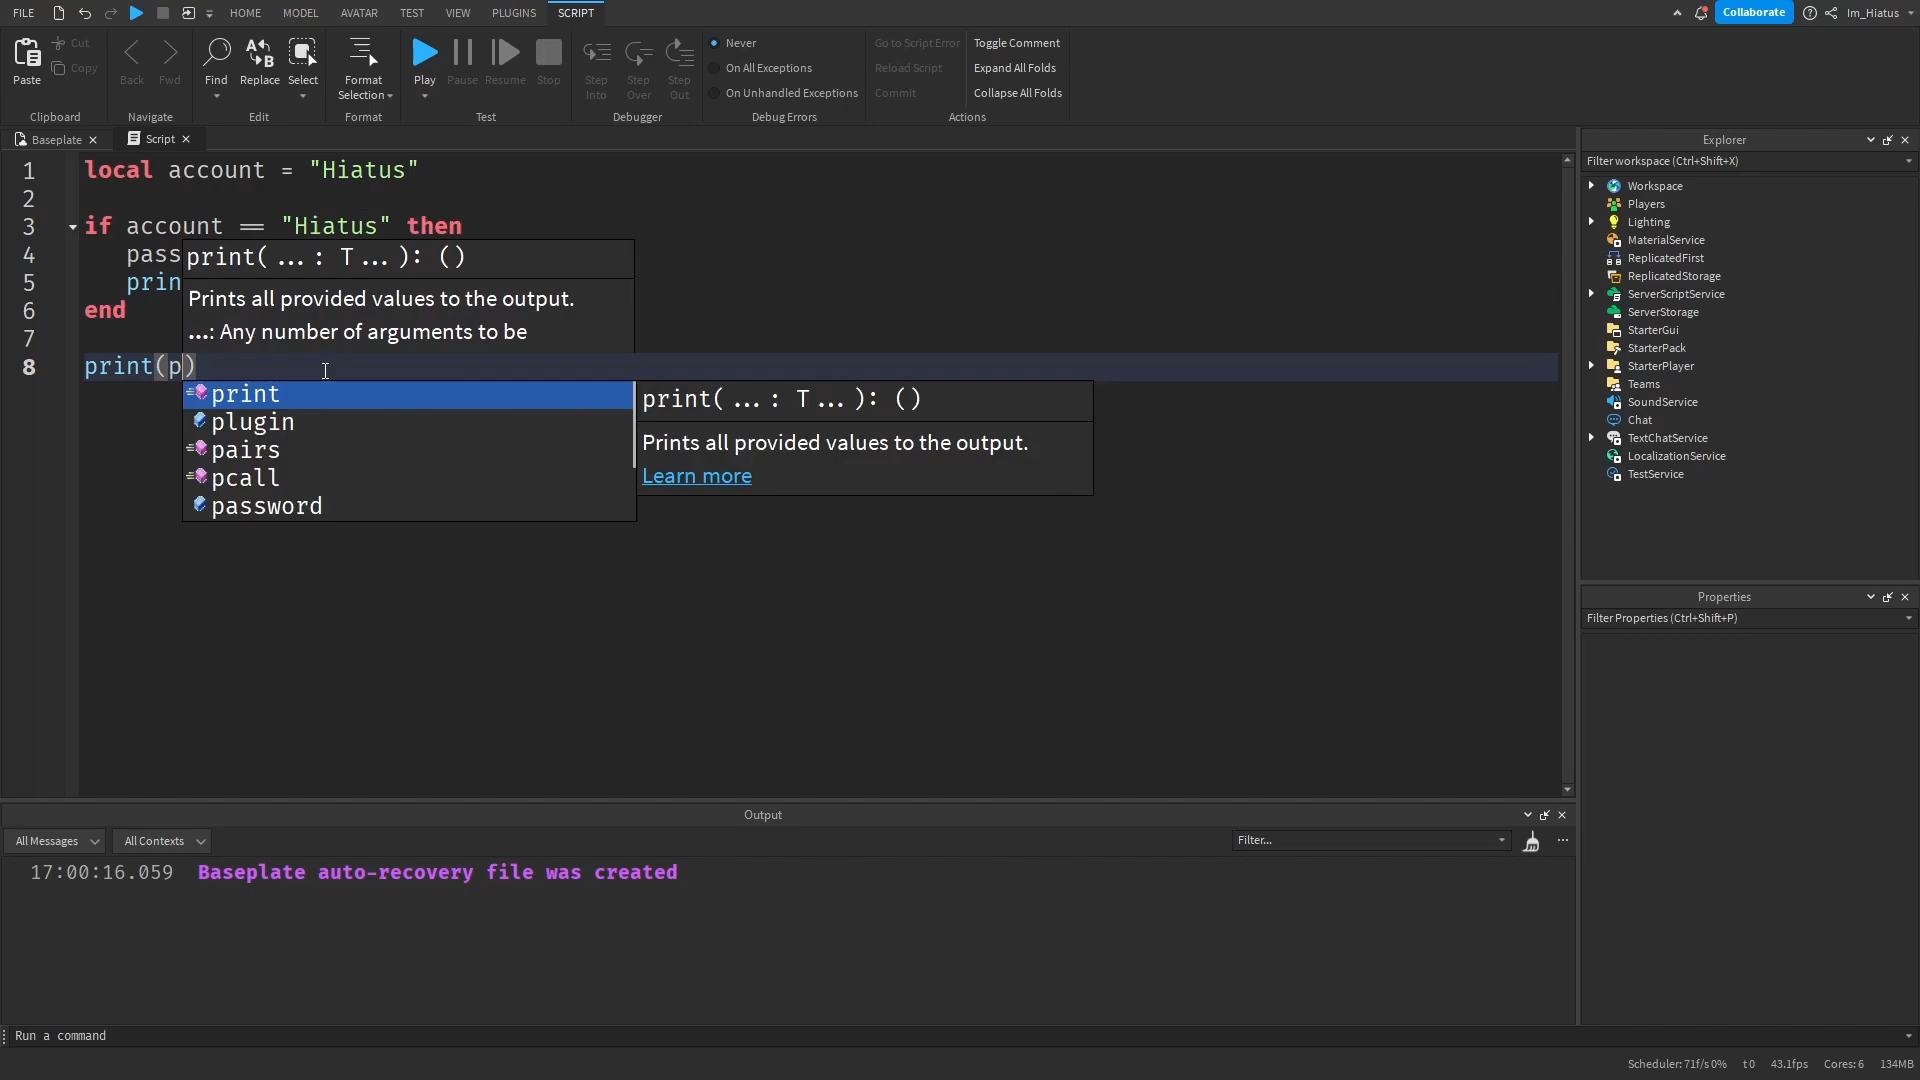 FILE HOME MODEL AVATAR TEST VIEW PLUGINS SCRIPT Collaborate Im_Hiatus
Paste Cut Copy
Clipboard
Back Fwd
Navigate
Find Replace Select
Edit
Format Selection
Format
Play Pause Resume Stop
Test
Step Into Step Over Step Out
Debugger
Never
On All Exceptions
On Unhandled Exceptions
Debug Errors
Go to Script Error Toggle Comment
Reload Script Expand All Folds
Commit Collapse All Folds
Actions
Baseplate Script
1 local account = "Hiatus"
2
3 if account == "Hiatus" then
4 pass
5 prin
6 end
7
8 print(p)
print( ... : T ... ): ()
Prints all provided values to the output.
...: Any number of arguments to be
print
plugin
pairs
pcall
password
print( ... : T ... ): ()
Prints all provided values to the output.
Learn more
Explorer
Filter workspace (Ctrl+Shift+X)
Workspace
Players
Lighting
MaterialService
ReplicatedFirst
ReplicatedStorage
ServerScriptService
ServerStorage
StarterGui
StarterPack
StarterPlayer
Teams
SoundService
Chat
TextChatService
LocalizationService
TestService
Properties
Filter Properties (Ctrl+Shift+P)
Output
All Messages All Contexts Filter...
17:00:16.059 Baseplate auto-recovery file was created
Run a command
Scheduler: 71f/s 0% t 0 43.1fps Cores: 6 134MB